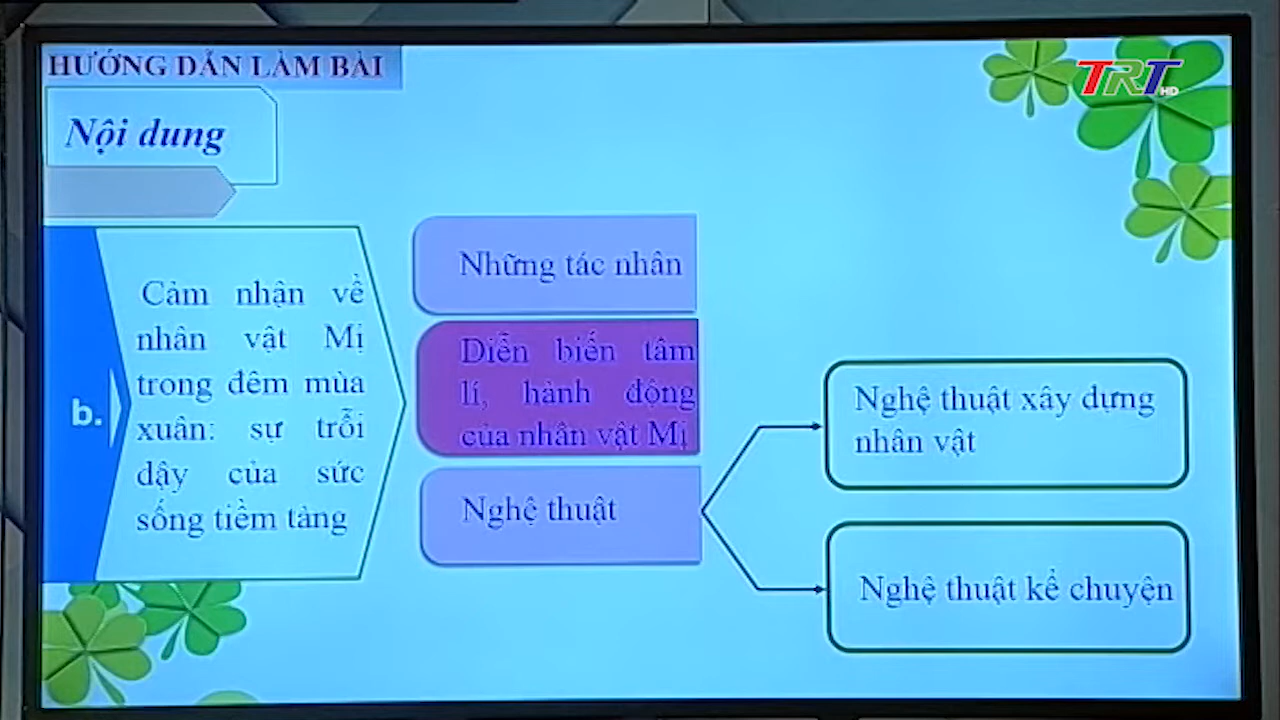 HƯỚNG DẪN LÀM BÀI
TRT
HD
Nội dung
b.
Cảm nhận về
nhân vật Mị
trong đêm mùa
xuân: sự trỗi
dậy của sức
sống tiềm tàng
Những tác nhân
Diễn biến tâm
lí, hành động
của nhân vật Mị
Nghệ thuật
Nghệ thuật xây dựng
nhân vật
Nghệ thuật kể chuyện